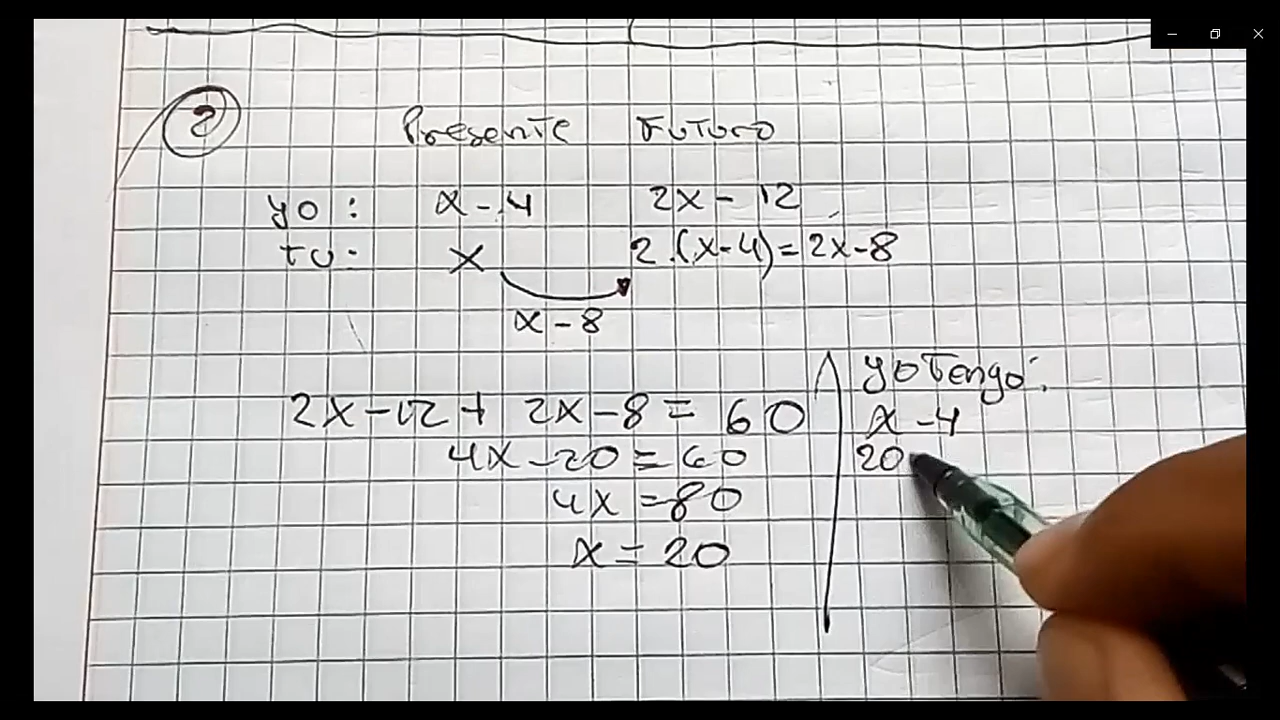 2
Presente Futuro
yo : x - 4 2x - 12
tu: x 2.(x-4) = 2x-8
x - 8
2x-12 + 2x-8 = 60
4x -20 = 60
4x = 80
x = 20
yo Tengo:
x - 4
20